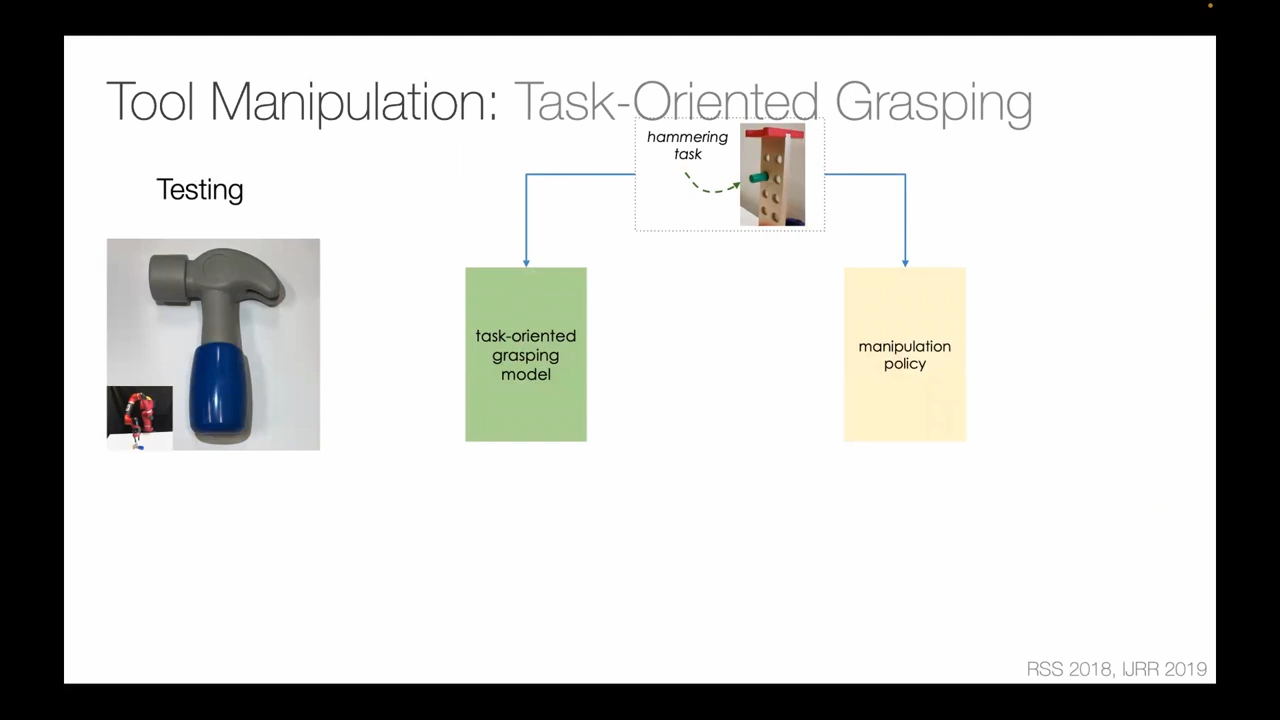 Tool Manipulation: Task-Oriented Grasping
hammering
task
Testing
task-oriented
grasping
model
manipulation
policy
RSS 2018, IJRR 2019